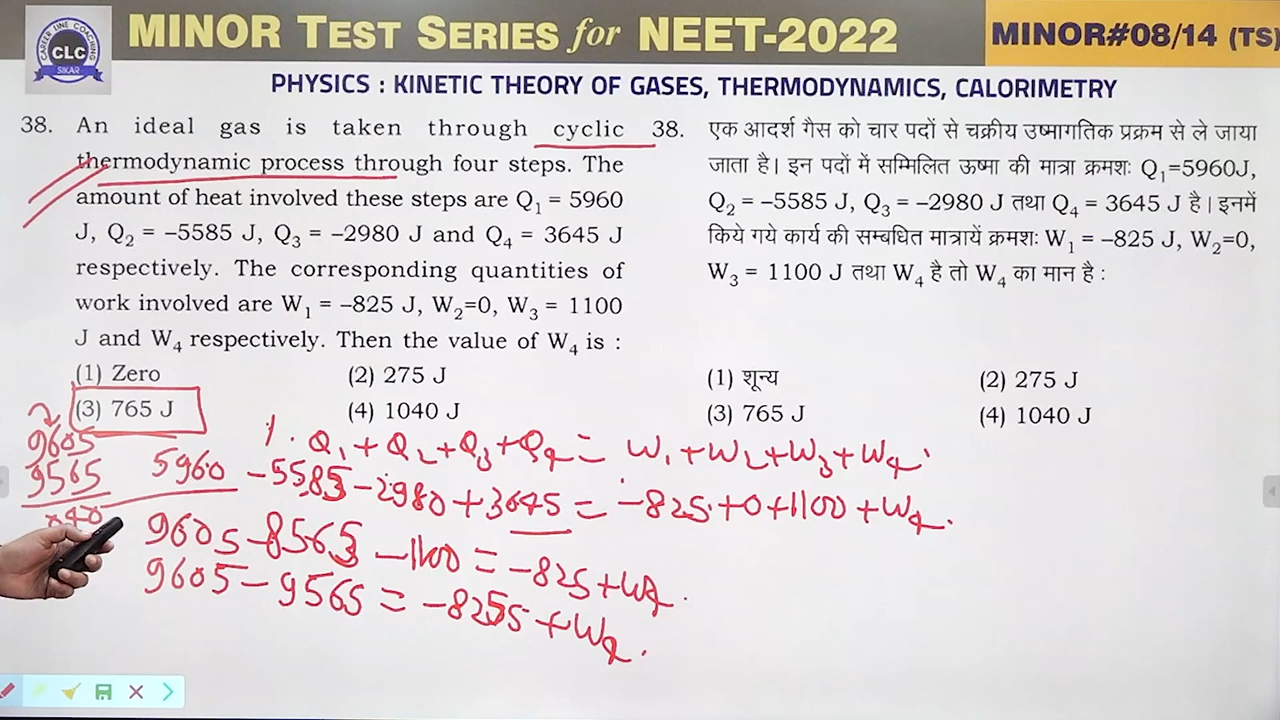 CAREER LINE COACHING
CLC
SIKAR
MINOR TEST SERIES for NEET-2022
MINOR#08/14 (TS)
PHYSICS : KINETIC THEORY OF GASES, THERMODYNAMICS, CALORIMETRY
38. An ideal gas is taken through cyclic
thermodynamic process through four steps. The
amount of heat involved these steps are Q1 = 5960
J, Q2 = –5585 J, Q3 = –2980 J and Q4 = 3645 J
respectively. The corresponding quantities of
work involved are W1 = –825 J, W2=0, W3 = 1100
J and W4 respectively. Then the value of W4 is :
(1) Zero (2) 275 J
(3) 765 J (4) 1040 J
38. एक आदर्श गैस को चार पदों से चक्रीय उष्मागतिक प्रक्रम से ले जाया
जाता है। इन पदों में सम्मिलित ऊष्मा की मात्रा क्रमशः Q1=5960J,
Q2 = –5585 J, Q3 = –2980 J तथा Q4 = 3645 J है। इनमें
किये गये कार्य की सम्बधित मात्रायें क्रमशः W1 = –825 J, W2=0,
W3 = 1100 J तथा W4 है तो W4 का मान है :
(1) शून्य (2) 275 J
(3) 765 J (4) 1040 J
Q1 + Q2 + Q3 + Q4 = W1 + W2 + W3 + W4
5960 -5585 -2980 + 3645 = -825 + 0 + 1100 + W4
9605 - 8565 - 1100 = -825 + W4
9605 - 9565 = -825 + W4
9605
9565
040